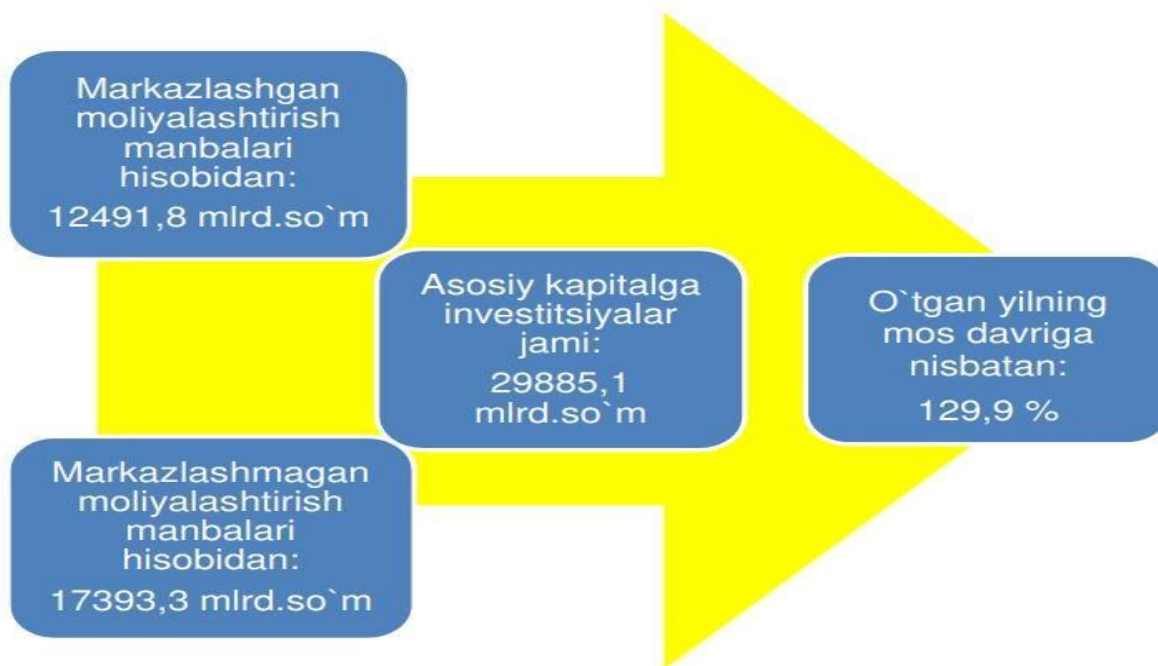 Markazlashgan
moliyalashtirish
manbalari
hisobidan:
12491,8 mlrd.so`m
Asosiy kapitalga
investitsiyalar
jami:
29885,1
mlrd.so`m
O`tgan yilning
mos davriga
nisbatan:
129,9 %
Markazlashmagan
moliyalashtirish
manbalari
hisobidan:
17393,3 mlrd.so`m